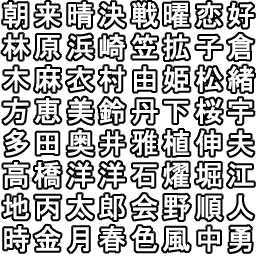 朝来晴決戦曜恋好
林原浜崎笠拡子倉
木麻衣村由姫松緒
方恵美鈴丹下桜宇
多田奥井雅植伸夫
高橋洋洋石燿堀江
地丙太郎会野順人
時金月春色風中勇